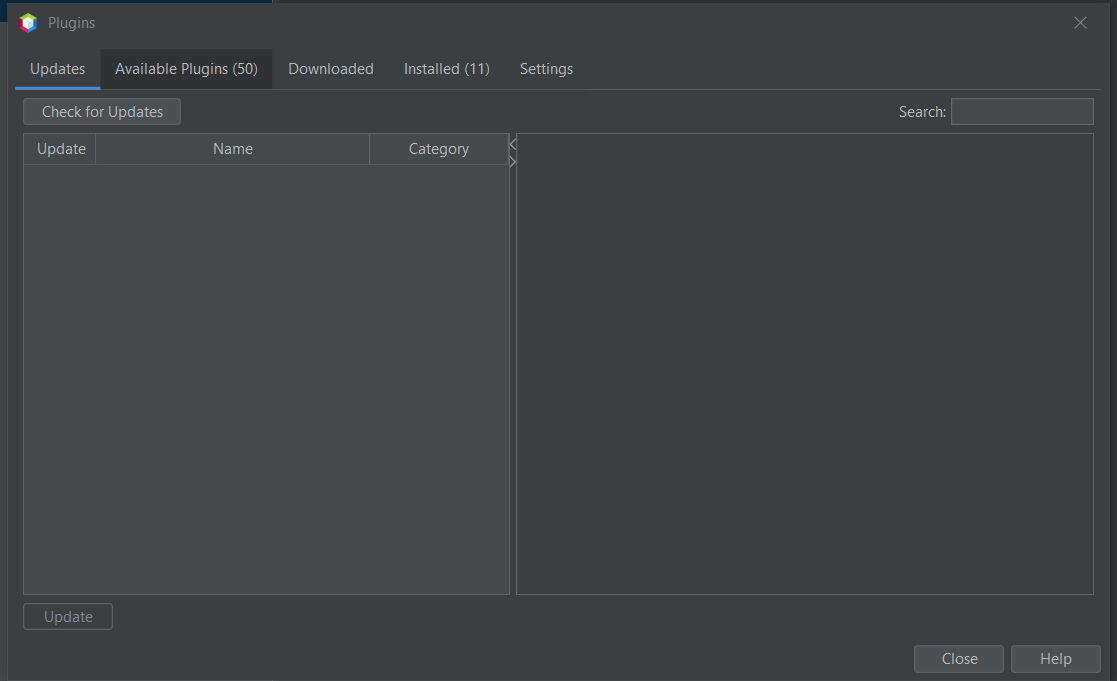 Plugins
Updates Available Plugins (50) Downloaded Installed (11) Settings
Check for Updates Search:
Update Name Category
Update
Close Help